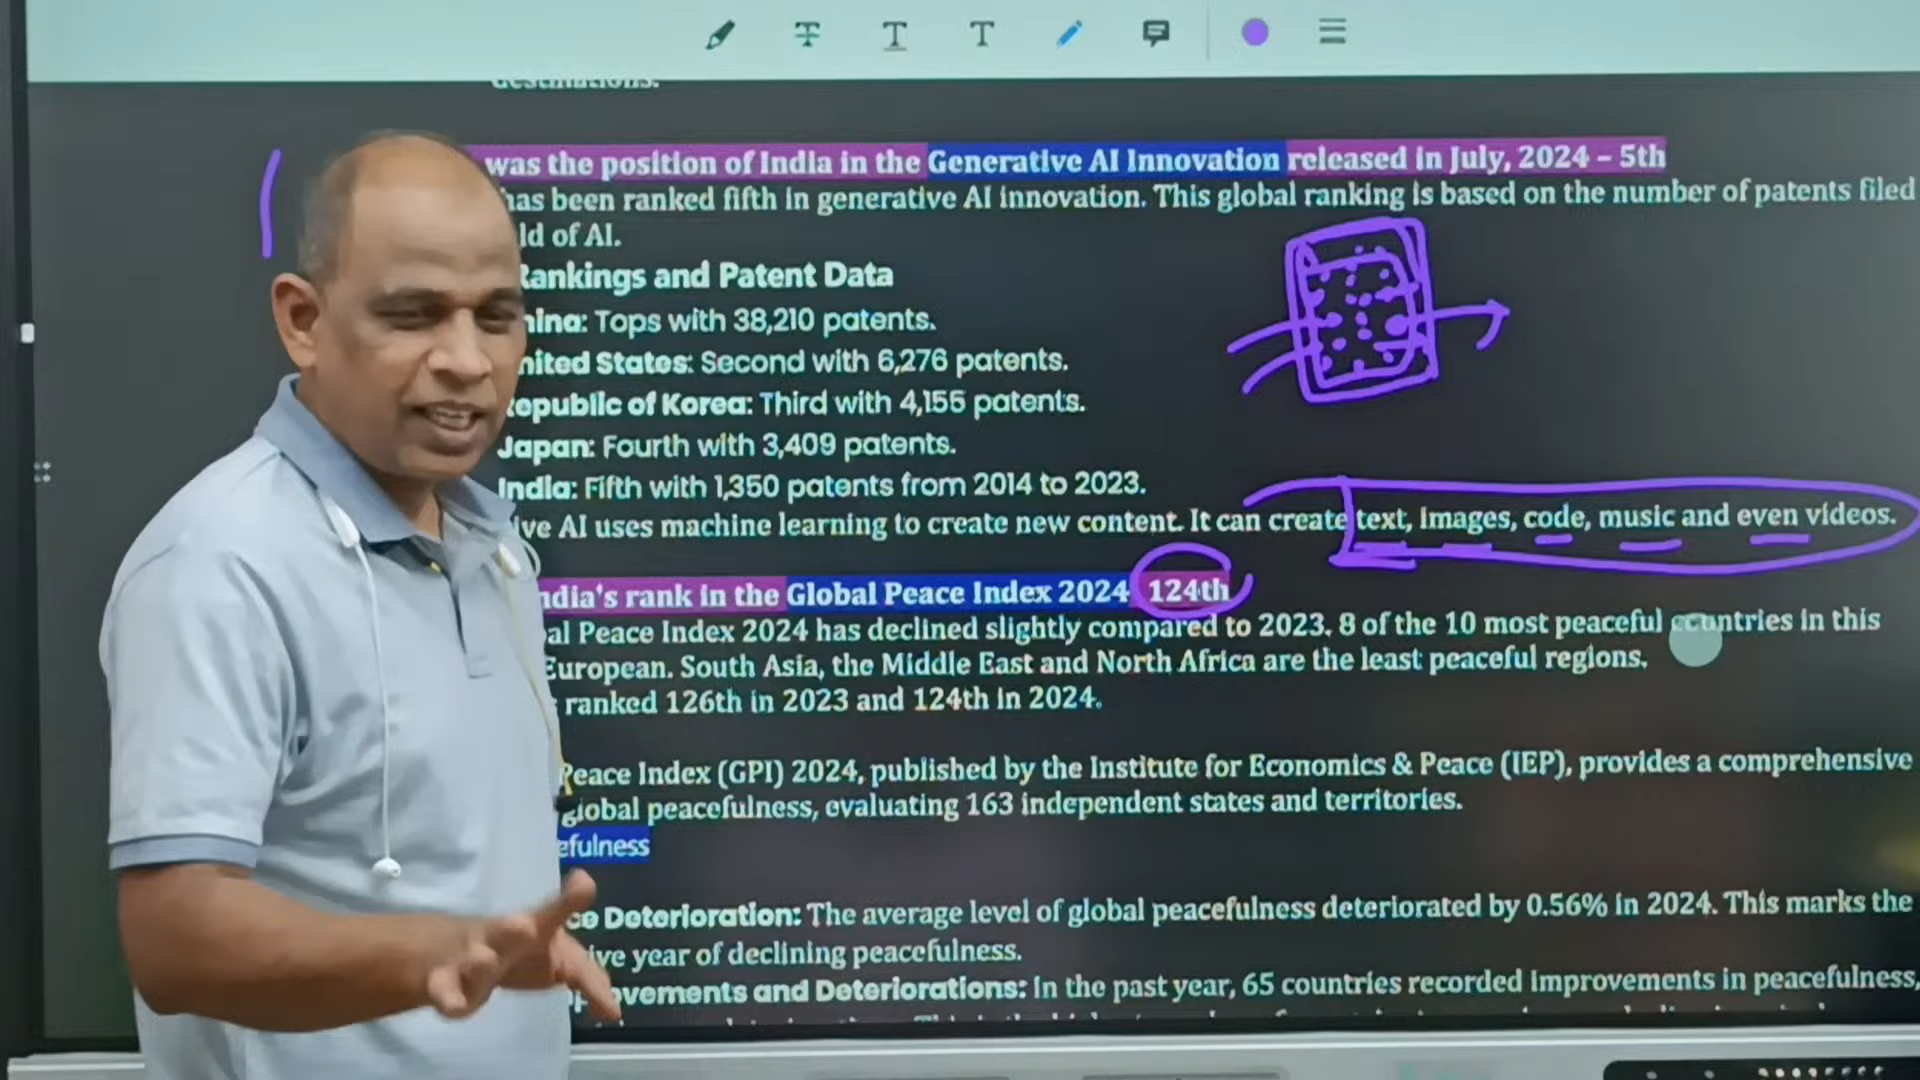 destinations.
was the position of India in the Generative AI Innovation released in July, 2024 – 5th
has been ranked fifth in generative AI innovation. This global ranking is based on the number of patents filed
ld of AI.
Rankings and Patent Data
hina: Tops with 38,210 patents.
nited States: Second with 6,276 patents.
Republic of Korea: Third with 4,155 patents.
Japan: Fourth with 3,409 patents.
India: Fifth with 1,350 patents from 2014 to 2023.
ive AI uses machine learning to create new content. It can create text, images, code, music and even videos.
ndia's rank in the Global Peace Index 2024 124th
al Peace Index 2024 has declined slightly compared to 2023. 8 of the 10 most peaceful countries in this
European. South Asia, the Middle East and North Africa are the least peaceful regions.
ranked 126th in 2023 and 124th in 2024.
Peace Index (GPI) 2024, published by the Institute for Economics & Peace (IEP), provides a comprehensive
global peacefulness, evaluating 163 independent states and territories.
efulness
ce Deterioration: The average level of global peacefulness deteriorated by 0.56% in 2024. This marks the
ive year of declining peacefulness.
provements and Deteriorations: In the past year, 65 countries recorded improvements in peacefulness,